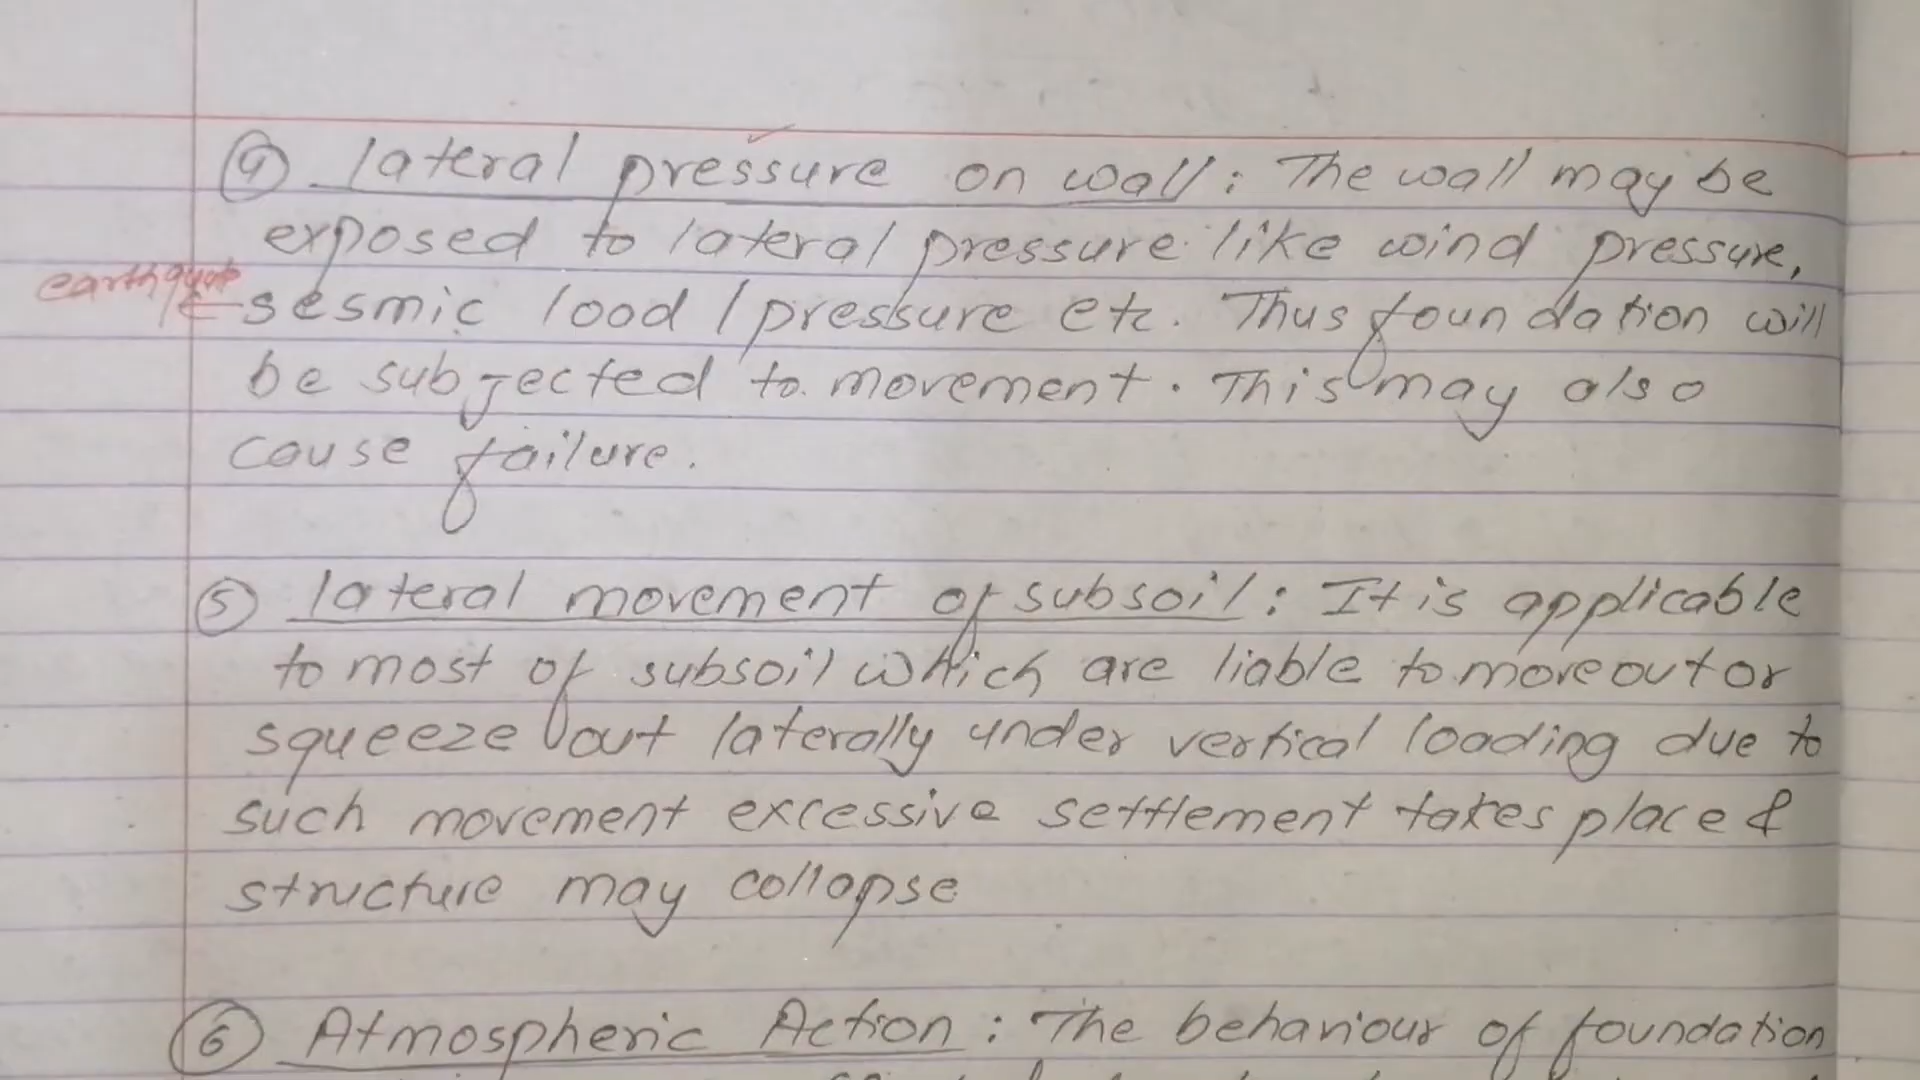 ④ lateral pressure on wall : The wall may be
exposed to lateral pressure like wind pressure,
earthquak
sesmic load / pressure etc. Thus foundation will
be subjected to movement. This may also
cause failure.
⑤ lateral movement of subsoil : It is applicable
to most of subsoil which are liable to move out or
squeeze out laterally under vertical loading due to
such movement excessive settlement takes place &
structure may collapse
⑥ Atmospheric Action : The behaviour of foundation